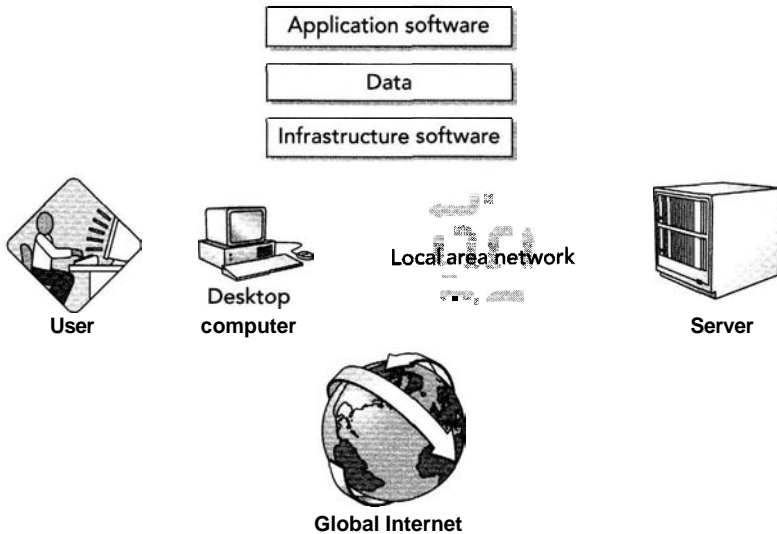 Application software
Data
Infrastructure software
Local area network
Desktop
User
computer
Server
Global Internet